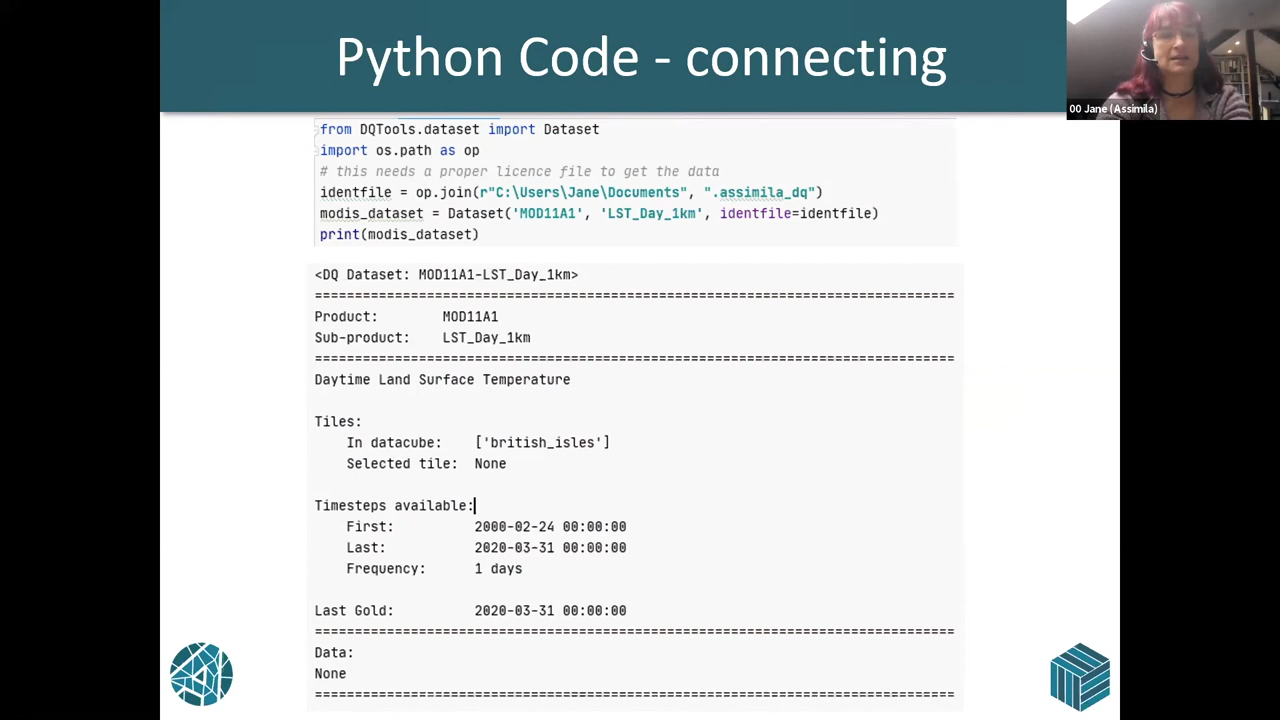 Python Code - connecting
00 Jane (Assimila)
from DQTools.dataset import Dataset
import os.path as op
# this needs a proper licence file to get the data
identfile = op.join(r"C:\Users\Jane\Documents", ".assimila_dq")
modis_dataset = Dataset('MOD11A1', 'LST_Day_1km', identfile=identfile)
print(modis_dataset)
<DQ Dataset: MOD11A1-LST_Day_1km>
================================================================================
Product:        MOD11A1
Sub-product:    LST_Day_1km
================================================================================
Daytime Land Surface Temperature
Tiles:
    In datacube:    ['british_isles']
    Selected tile:  None
Timesteps available:
    First:          2000-02-24 00:00:00
    Last:           2020-03-31 00:00:00
    Frequency:      1 days
Last Gold:          2020-03-31 00:00:00
================================================================================
Data:
None
================================================================================